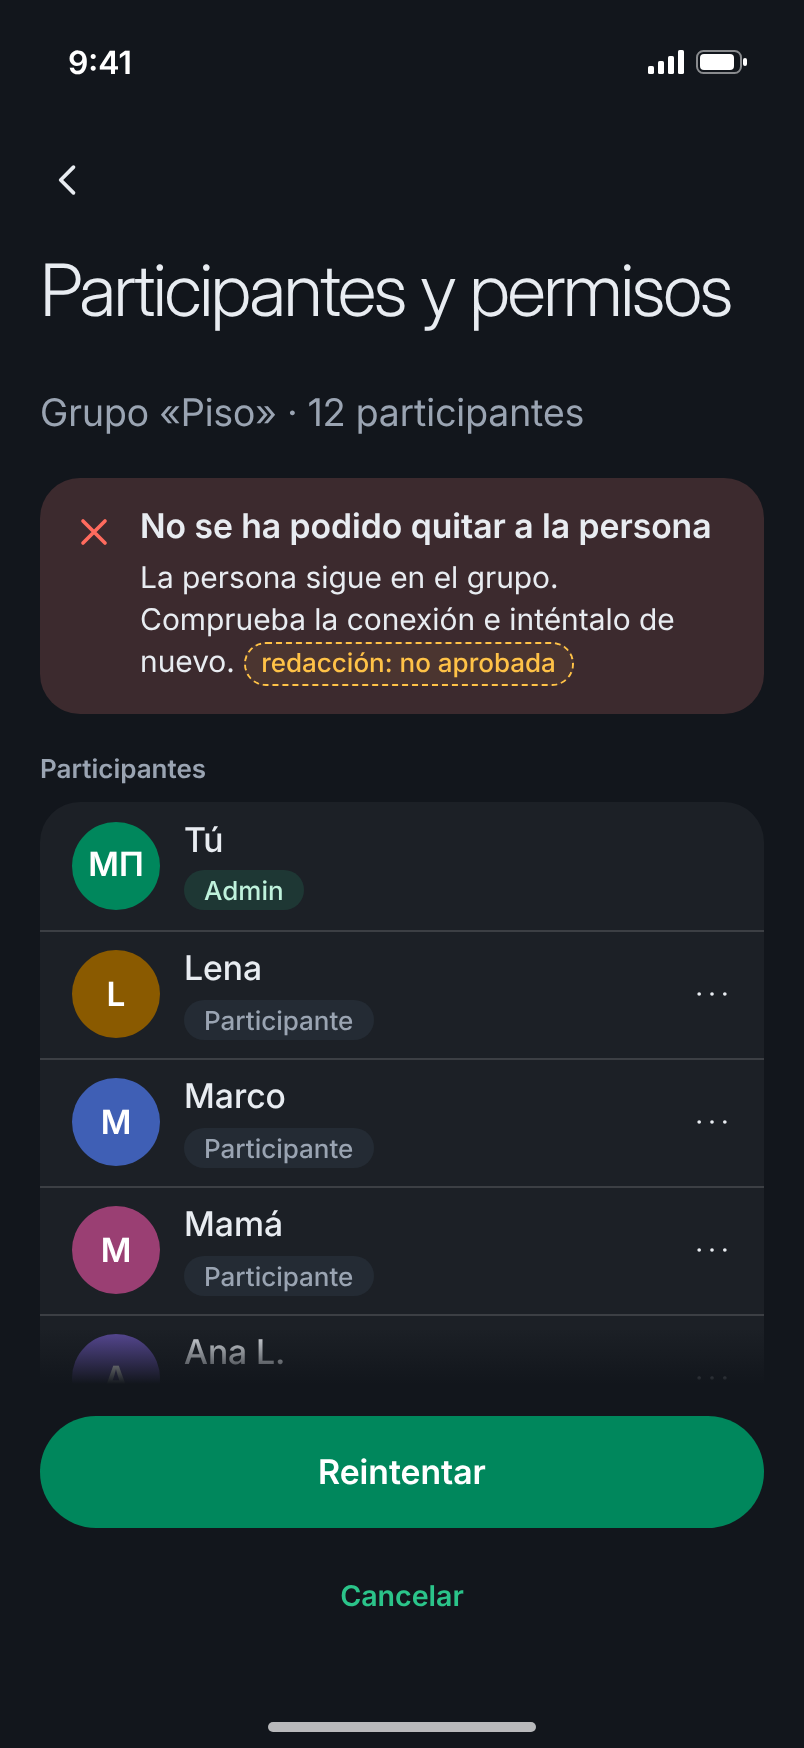 9:41
Participantes y permisos
Grupo «Piso» · 12 participantes
No se ha podido quitar a la persona
La persona sigue en el grupo.
Comprueba la conexión e inténtalo de
nuevo. redacción: no aprobada
Participantes
МП
Tú
Admin
L
Lena
Participante
M
Marco
Participante
M
Mamá
Participante
A
Ana L.
Reintentar
Cancelar